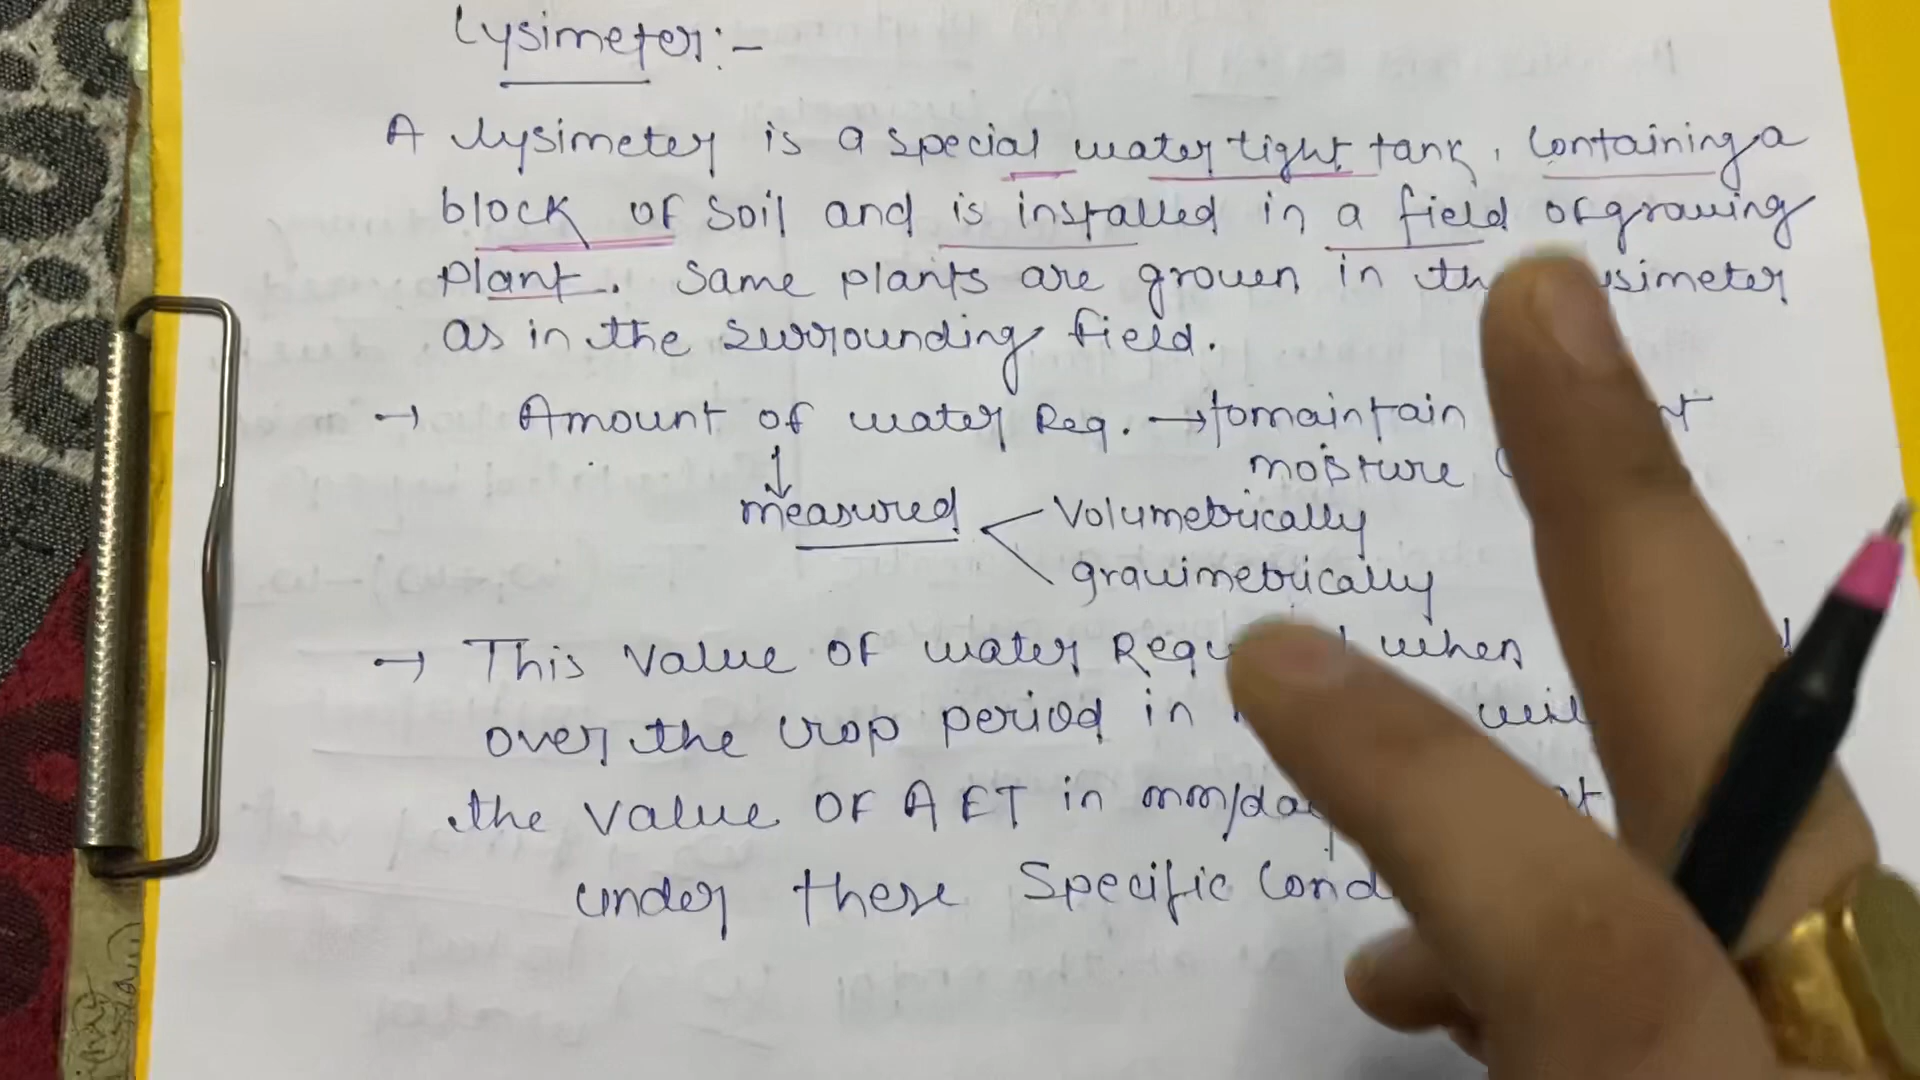 Lysimeter:-
A lysimeter is a special water tight tank, containing a
block of soil and is installed in a field of growing
plant. Same plants are grown in
as in the surrounding field.
→ Amount of water Req. → to maintain
moisture
↓
measured
Volumetrically
gravimetrically
→ This value of water when
over the crop period in
the value of AET in mm/day
under these Specific